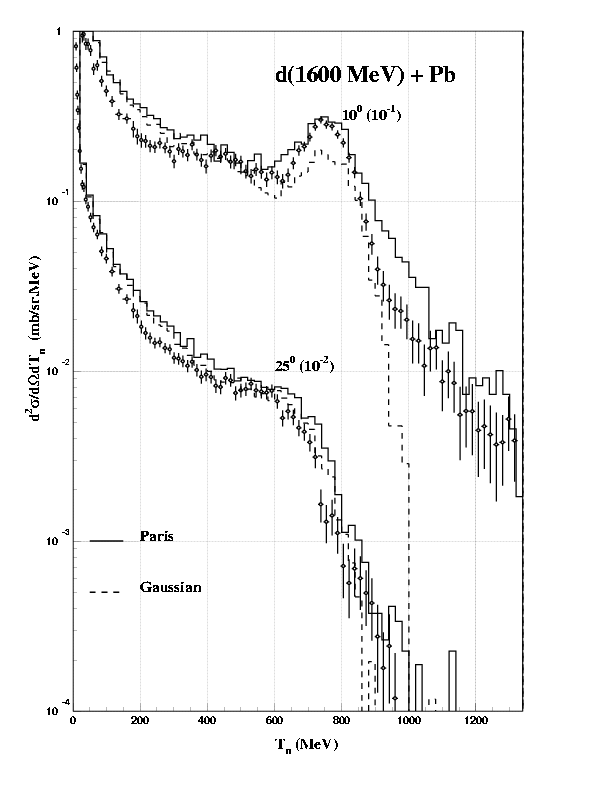 1
d(1600 MeV) + Pb
10⁰ (10⁻¹)
10⁻¹
d²σ/dΩdTₙ (mb/sr.MeV)
10⁻²
25⁰ (10⁻²)
10⁻³
Paris
Gaussian
10⁻⁴
0 200 400 600 800 1000 1200
Tₙ (MeV)